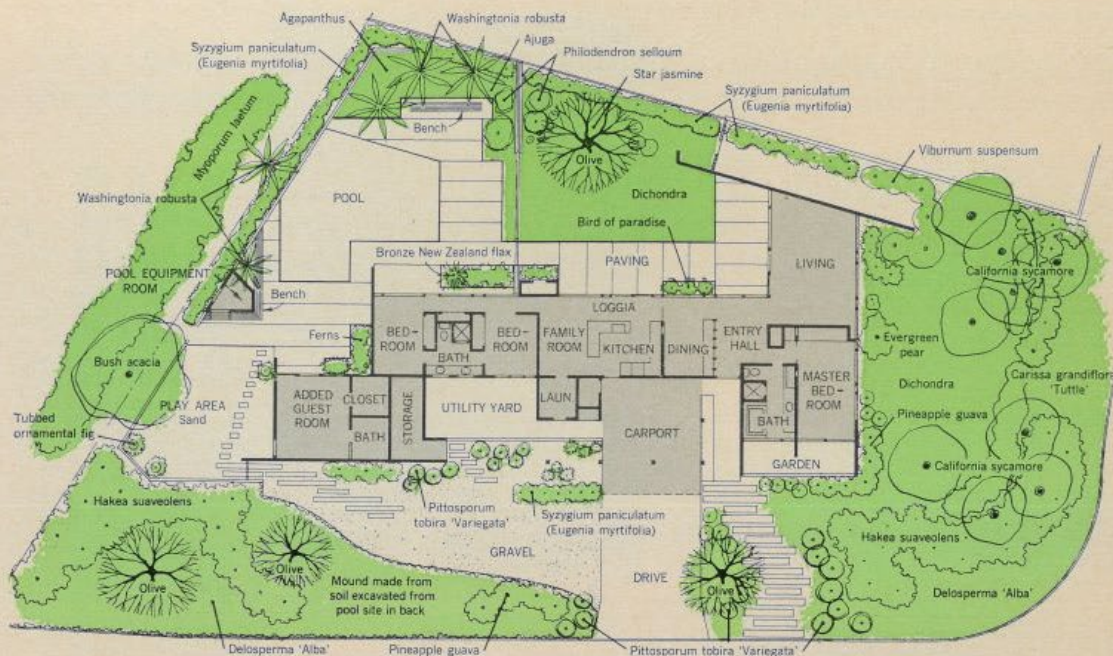 Agapanthus
Washingtonia robusta
Syzygium paniculatum
(Eugenia myrtifolia)
Ajuga
Philodendron selloum
Star jasmine
Syzygium paniculatum
(Eugenia myrtifolia)
Bench
Olive
Viburnum suspensum
Myoporum laetum
Washingtonia robusta
POOL
Dichondra
Bird of paradise
Bronze New Zealand flax
PAVING
LIVING
California sycamore
POOL EQUIPMENT
ROOM
Bench
LOGGIA
Ferns
BED-
ROOM
BATH
BED-
ROOM
FAMILY
ROOM
KITCHEN
DINING
ENTRY
HALL
Evergreen
pear
MASTER
BED-
ROOM
Dichondra
Carissa grandiflora
'Tuttle'
Bush acacia
PLAY AREA
Sand
ADDED
GUEST
ROOM
CLOSET
BATH
STORAGE
UTILITY YARD
LAUN.
CARPORT
BATH
GARDEN
Pineapple guava
Tubbed
ornamental fig
California sycamore
Hakea suaveolens
Pittosporum
tobira 'Variegata'
Syzygium paniculatum
(Eugenia myrtifolia)
Hakea suaveolens
GRAVEL
DRIVE
Olive
Olive
Mound made from
soil excavated from
pool site in back
Olive
Delosperma 'Alba'
Delosperma 'Alba'
Pineapple guava
Pittosporum tobira 'Variegata'